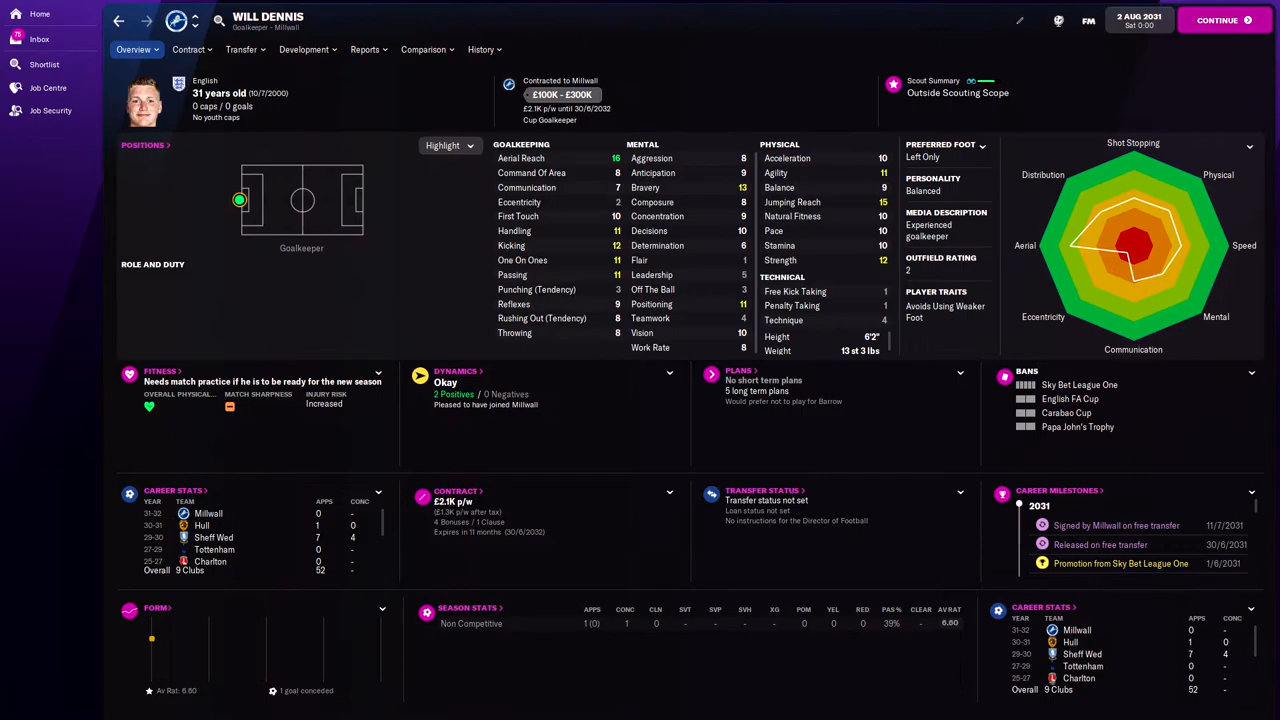 Home
75
Inbox
Shortlist
Job Centre
Job Security
WILL DENNIS
Goalkeeper - Millwall
FM
2 AUG 2031
Sat 0:00
CONTINUE
Overview
Contract
Transfer
Development
Reports
Comparison
History
English
31 years old (10/7/2000)
0 caps / 0 goals
No youth caps
Contracted to Millwall
£100K - £300K
£2.1K p/w until 30/6/2032
Cup Goalkeeper
Scout Summary
Outside Scouting Scope
POSITIONS
Goalkeeper
ROLE AND DUTY
Highlight
GOALKEEPING
Aerial Reach 16
Command Of Area 8
Communication 7
Eccentricity 2
First Touch 10
Handling 11
Kicking 12
One On Ones 11
Passing 11
Punching (Tendency) 3
Reflexes 9
Rushing Out (Tendency) 8
Throwing 8
MENTAL
Aggression 8
Anticipation 9
Bravery 13
Composure 8
Concentration 9
Decisions 10
Determination 6
Flair 1
Leadership 5
Off The Ball 3
Positioning 11
Teamwork 4
Vision 10
Work Rate 8
PHYSICAL
Acceleration 10
Agility 11
Balance 9
Jumping Reach 15
Natural Fitness 10
Pace 10
Stamina 10
Strength 12
TECHNICAL
Free Kick Taking 1
Penalty Taking 1
Technique 4
Height 6'2"
Weight 13 st 3 lbs
PREFERRED FOOT
Left Only
PERSONALITY
Balanced
MEDIA DESCRIPTION
Experienced
goalkeeper
OUTFIELD RATING
2
PLAYER TRAITS
Avoids Using Weaker
Foot
Shot Stopping
Distribution
Physical
Aerial
Speed
Eccentricity
Mental
Communication
FITNESS
Needs match practice if he is to be ready for the new season
OVERALL PHYSICAL... MATCH SHARPNESS INJURY RISK
Increased
DYNAMICS
Okay
2 Positives / 0 Negatives
Pleased to have joined Millwall
PLANS
No short term plans
5 long term plans
Would prefer not to play for Barrow
BANS
Sky Bet League One
English FA Cup
Carabao Cup
Papa John's Trophy
CAREER STATS
YEAR TEAM APPS CONC
31-32 Millwall 0 -
30-31 Hull 1 0
29-30 Sheff Wed 7 4
27-29 Tottenham 0 -
25-27 Charlton 0 -
Overall 9 Clubs 52 -
CONTRACT
£2.1K p/w
(£1.3K p/w after tax)
4 Bonuses / 1 Clause
Expires in 11 months (30/6/2032)
TRANSFER STATUS
Transfer status not set
Loan status not set
No instructions for the Director of Football
CAREER MILESTONES
2031
Signed by Millwall on free transfer 11/7/2031
Released on free transfer 30/6/2031
Promotion from Sky Bet League One 1/6/2031
FORM
Av Rat: 6.60
1 goal conceded
SEASON STATS APPS CONC CLN SVT SVP SVH XG POM YEL RED PAS % CLEAR AV RAT
Non Competitive 1 (0) 1 0 - - - - 0 0 0 39% - 6.60
CAREER STATS
YEAR TEAM APPS CONC
31-32 Millwall 0 -
30-31 Hull 1 0
29-30 Sheff Wed 7 4
27-29 Tottenham 0 -
25-27 Charlton 0 -
Overall 9 Clubs 52 -